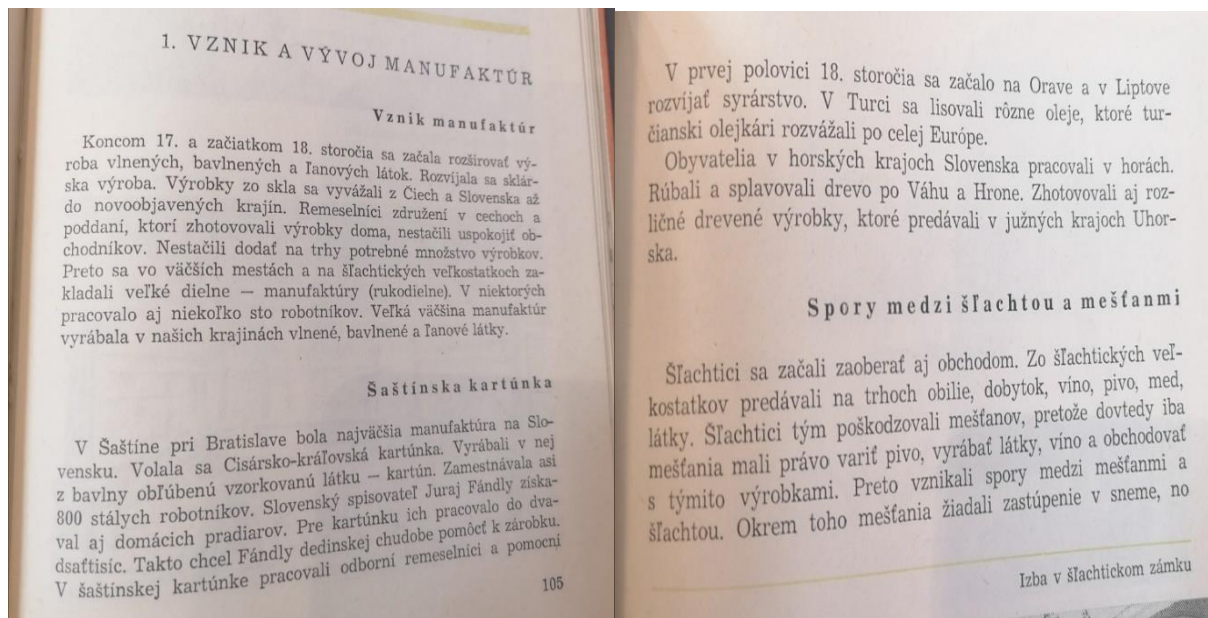 1. VZNIK A VÝVOJ MANUFAKTÚR
Vznik manufaktúr
Koncom 17. a začiatkom 18. storočia sa začala rozširovať vý-
roba vlnených, bavlnených a ľanových látok. Rozvíjala sa sklár-
ska výroba. Výrobky zo skla sa vyvážali z Čiech a Slovenska až
do novoobjavených krajín. Remeselníci združení v cechoch a
poddaní, ktorí zhotovovali výrobky doma, nestačili uspokojiť ob-
chodníkov. Nestačili dodať na trhy potrebné množstvo výrobkov.
Preto sa vo väčších mestách a na šľachtických veľkostatkoch za-
kladali veľké dielne — manufaktúry (rukodielne). V niektorých
pracovalo aj niekoľko sto robotníkov. Veľká väčšina manufaktúr
vyrábala v našich krajinách vlnené, bavlnené a ľanové látky.
Šaštínska kartúnka
V Šaštíne pri Bratislave bola najväčšia manufaktúra na Slo-
vensku. Volala sa Cisársko-kráľovská kartúnka. Vyrábali v nej
z bavlny obľúbenú vzorkovanú látku — kartún. Zamestnávala asi
800 stálych robotníkov. Slovenský spisovateľ Juraj Fándly získa-
val aj domácich pradiarov. Pre kartúnku ich pracovalo do dva-
dsaťtisíc. Takto chcel Fándly dedinskej chudobe pomôcť k zárobku.
V šaštínskej kartúnke pracovali odborní remeselníci a pomocní
105
V prvej polovici 18. storočia sa začalo na Orave a v Liptove
rozvíjať syrárstvo. V Turci sa lisovali rôzne oleje, ktoré tur-
čianski olejkári rozvážali po celej Európe.
Obyvatelia v horských krajoch Slovenska pracovali v horách.
Rúbali a splavovali drevo po Váhu a Hrone. Zhotovovali aj roz-
ličné drevené výrobky, ktoré predávali v južných krajoch Uhor-
ska.
Spory medzi šľachtou a mešťanmi
Šľachtici sa začali zaoberať aj obchodom. Zo šľachtických veľ-
kostatkov predávali na trhoch obilie, dobytok, víno, pivo, med,
látky. Šľachtici tým poškodzovali mešťanov, pretože dovtedy iba
mešťania mali právo variť pivo, vyrábať látky, víno a obchodovať
s týmito výrobkami. Preto vznikali spory medzi mešťanmi a
šľachtou. Okrem toho mešťania žiadali zastúpenie v sneme, no
Izba v šľachtickom zámku